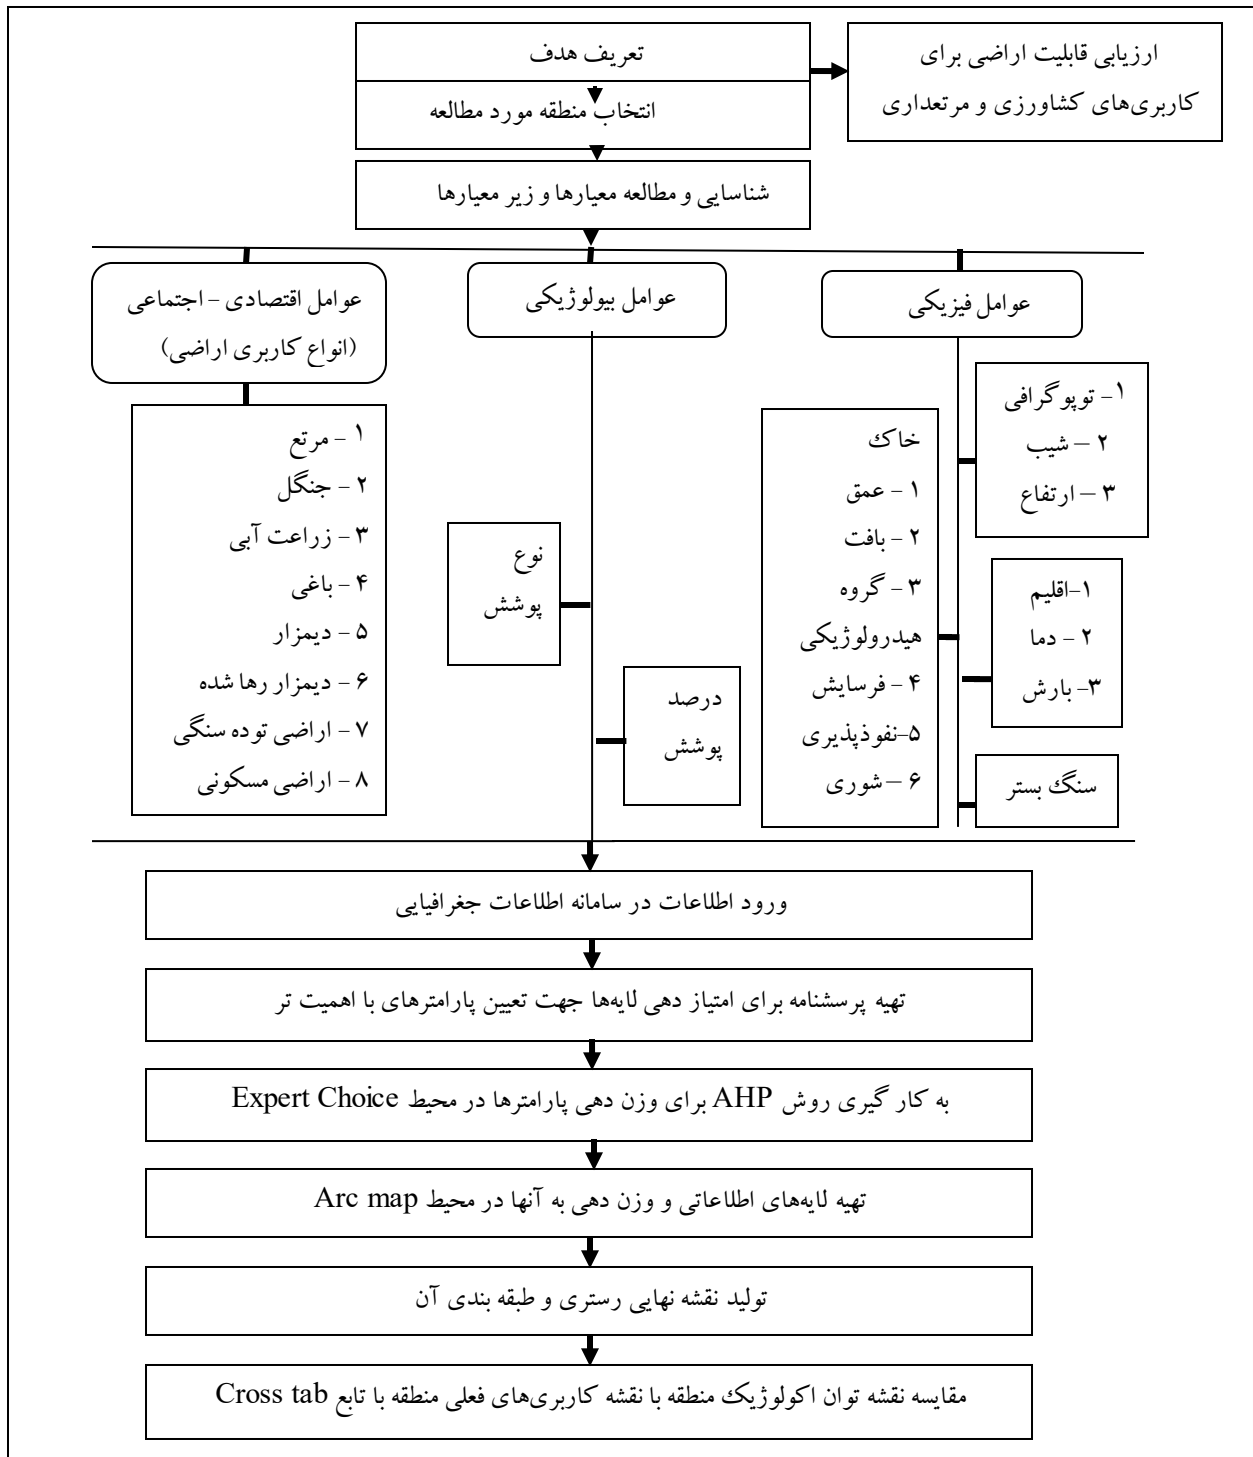 تعریف هدف
ارزیابی قابلیت اراضی برای
کاربری‌های کشاورزی و مرتعداری
انتخاب منطقه مورد مطالعه
شناسایی و مطالعه معیارها و زیر معیارها
عوامل فیزیکی
عوامل بیولوژیکی
عوامل اقتصادی - اجتماعی
(انواع کاربری اراضی)
۱- توپوگرافی
۲ – شیب
۳ – ارتفاع
۱-اقلیم
۲ - دما
۳- بارش
سنگ بستر
خاک
۱ - عمق
۲ - بافت
۳ - گروه
هیدرولوژیکی
۴ - فرسایش
۵-نفوذپذیری
۶ – شوری
نوع
پوشش
درصد
پوشش
۱ - مرتع
۲ - جنگل
۳ - زراعت آبی
۴ - باغی
۵ - دیمزار
۶ - دیمزار رها شده
۷ - اراضی توده سنگی
۸ - اراضی مسکونی
ورود اطلاعات در سامانه اطلاعات جغرافیایی
تهیه پرسشنامه برای امتیاز دهی لایه‌ها جهت تعیین پارامترهای با اهمیت تر
به کار گیری روش AHP برای وزن دهی پارامترها در محیط Expert Choice
تهیه لایه‌های اطلاعاتی و وزن دهی به آنها در محیط Arc map
تولید نقشه نهایی رستری و طبقه بندی آن
مقایسه نقشه توان اکولوژیک منطقه با نقشه کاربری‌های فعلی منطقه با تابع Cross tab